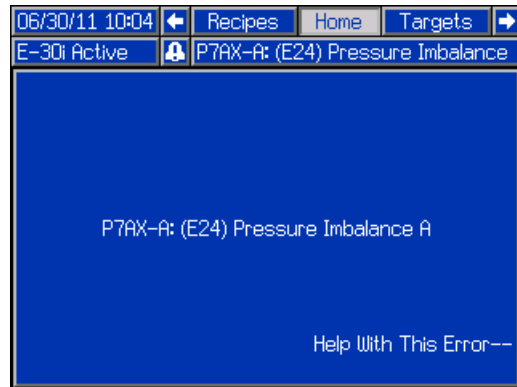 06/30/11 10:04 Recipes Home Targets
E-30i Active P7AX-A: (E24) Pressure Imbalance
P7AX-A: (E24) Pressure Imbalance A
Help With This Error--